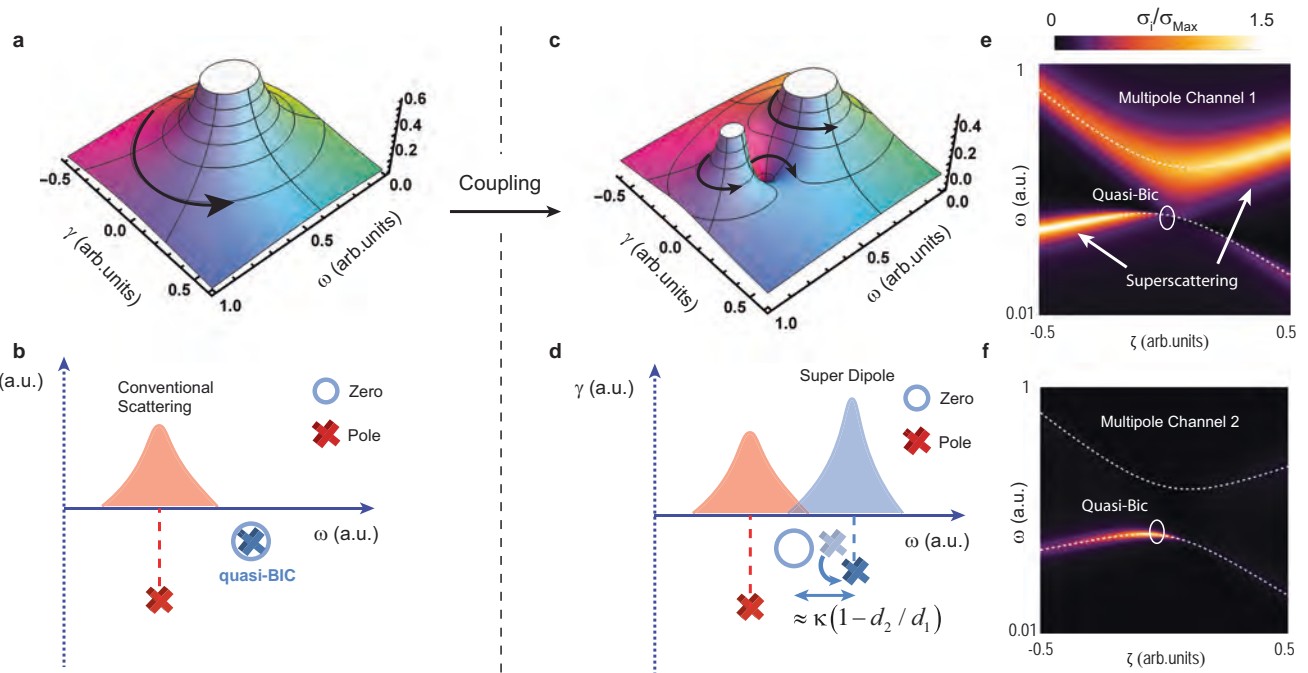 a
0.6
0.4
0.2
0.0
−0.5
0.0
0.5
1.0
0.5
γ (arb.units)
ω (arb.units)
Coupling
c
0.4
0.2
0.0
0.0
−0.5
0.0
0.5
1.0
0.5
γ (arb.units)
ω (arb.units)
0
σi/σMax
1.5
e
1
Multipole Channel 1
Quasi-Bic
Superscattering
ω (a.u.)
0.01
-0.5
0.5
ζ (arb.units)
b
(a.u.)
Conventional
Scattering
Zero
Pole
ω (a.u.)
quasi-BIC
d
γ (a.u.)
Super Dipole
Zero
Pole
ω (a.u.)
≈ κ(1− d2 / d1)
f
1
Multipole Channel 2
Quasi-Bic
ω (a.u.)
0.01
-0.5
0.5
ζ (arb.units)